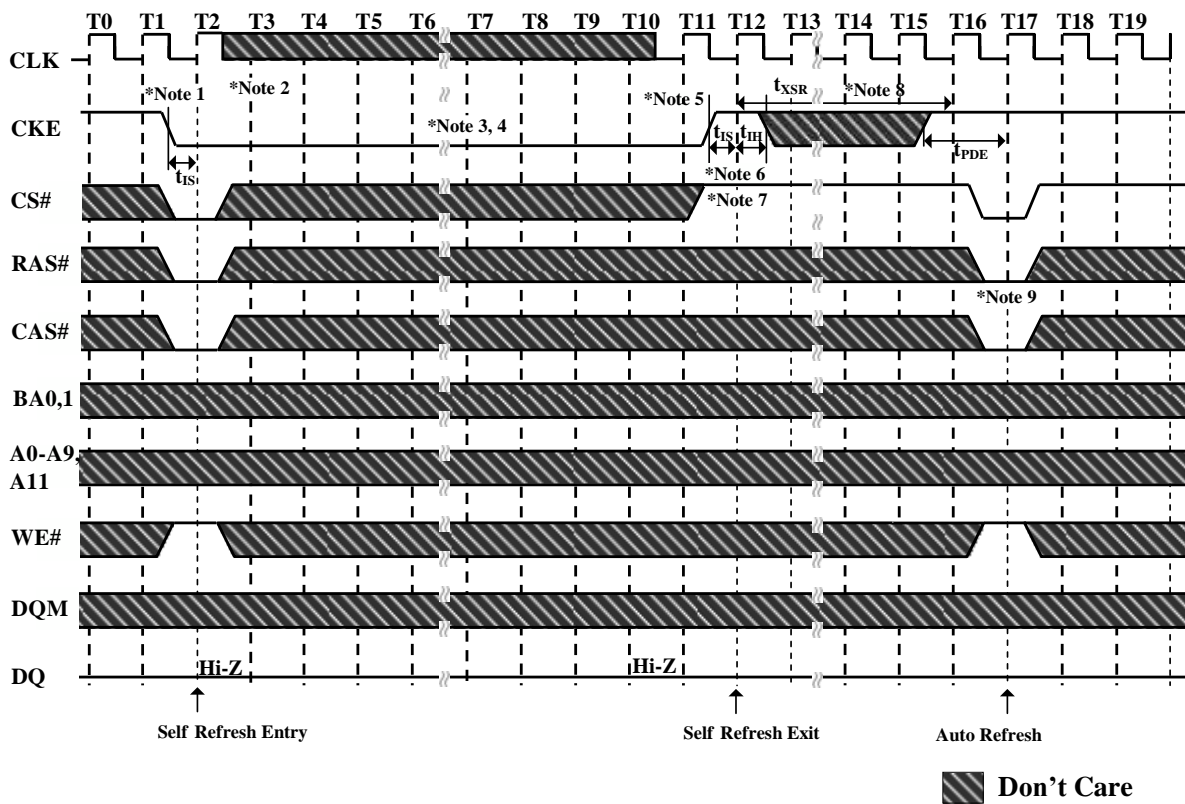 T0 T1 T2 T3 T4 T5 T6 T7 T8 T9 T10 T11 T12 T13 T14 T15 T16 T17 T18 T19
CLK
*Note 1 *Note 2 *Note 5 tXSR *Note 8
CKE
*Note 3, 4
tIS tIH
tPDE
tIS
*Note 6
CS#
*Note 7
RAS#
*Note 9
CAS#
BA0,1
A0-A9,
A11
WE#
DQM
Hi-Z Hi-Z
DQ
Self Refresh Entry Self Refresh Exit Auto Refresh
Don't Care